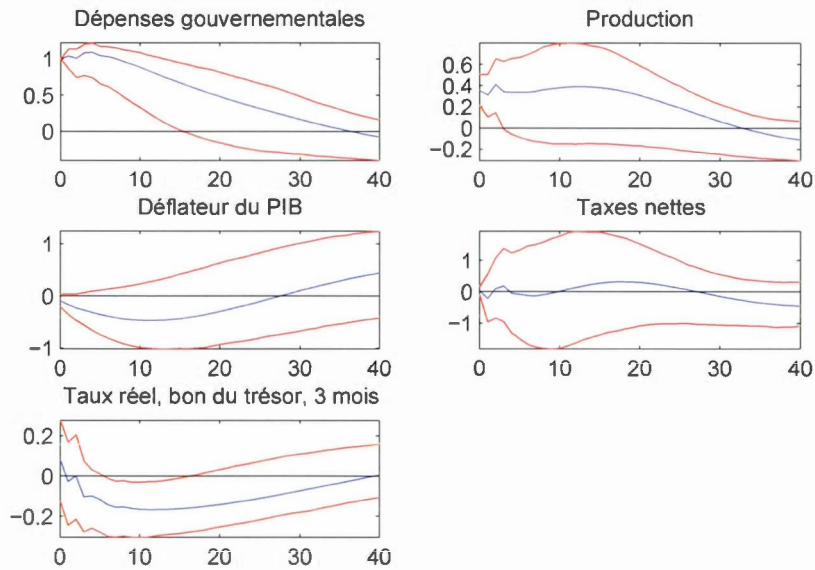 Dépenses gouvernementales
1
0.5
0
0 10 20 30 40
Production
0.6
0.4
0.2
0
−0.2
0 10 20 30 40
Déflateur du PIB
1
0
−1
0 10 20 30 40
Taxes nettes
1
0
−1
0 10 20 30 40
Taux réel, bon du trésor, 3 mois
0.2
0
−0.2
0 10 20 30 40